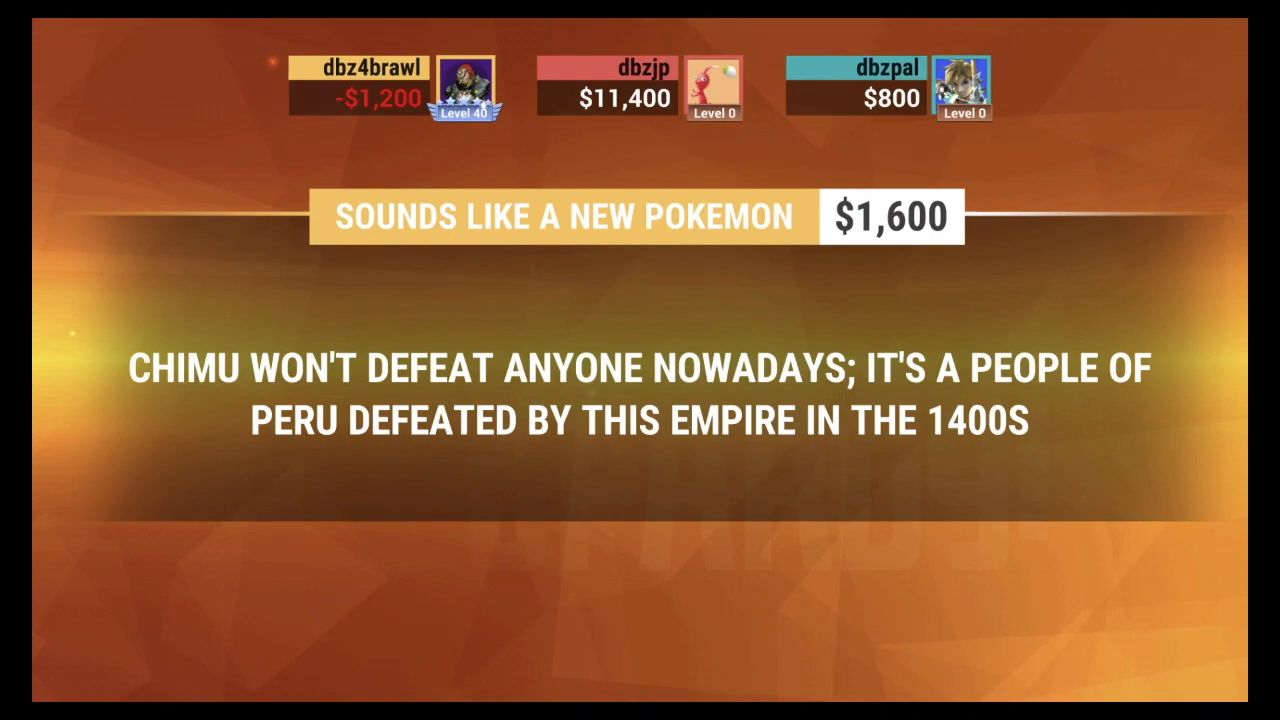 dbz4brawl
-$1,200
Level 40
dbzjp
$11,400
Level 0
dbzpal
$800
Level 0
SOUNDS LIKE A NEW POKEMON $1,600
CHIMU WON'T DEFEAT ANYONE NOWADAYS; IT'S A PEOPLE OF
PERU DEFEATED BY THIS EMPIRE IN THE 1400S